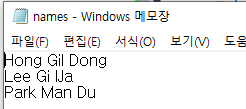 names - Windows 메모장
파일(F) 편집(E) 서식(O) 보기(V) 도움
Hong Gil Dong
Lee Gi lJa
Park Man Du